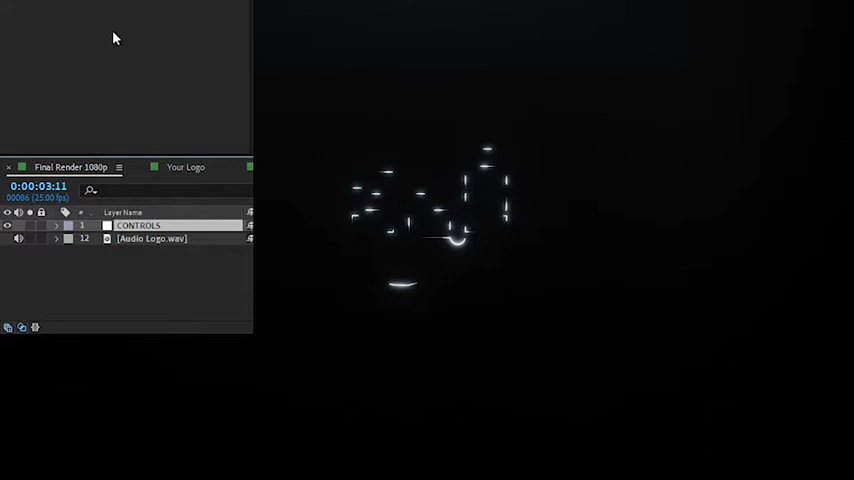 Final Render 1080p
Your Logo
0:00:03:11
00086 (25.00 fps)
# Layer Name
1 CONTROLS
12 [Audio Logo.wav]